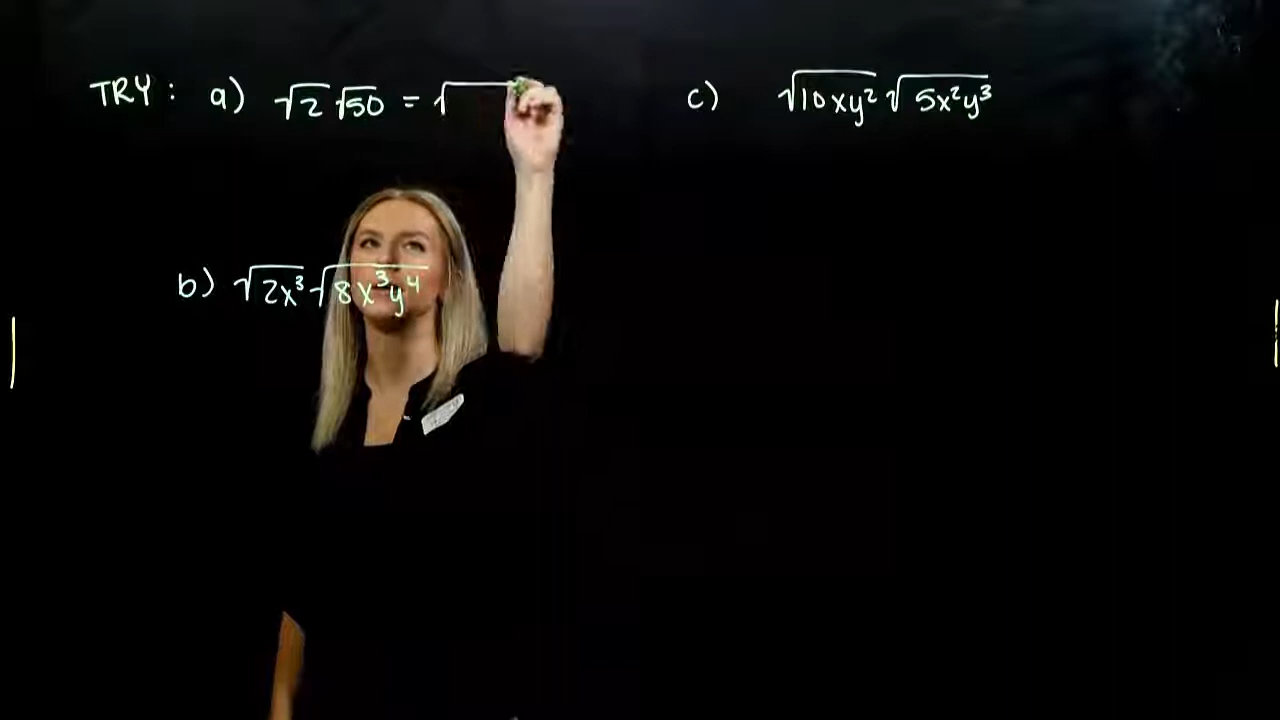 TRY: a) √2 √50 = √
c) √10xy² √5x²y³
b) √2x³ √8x³y⁴